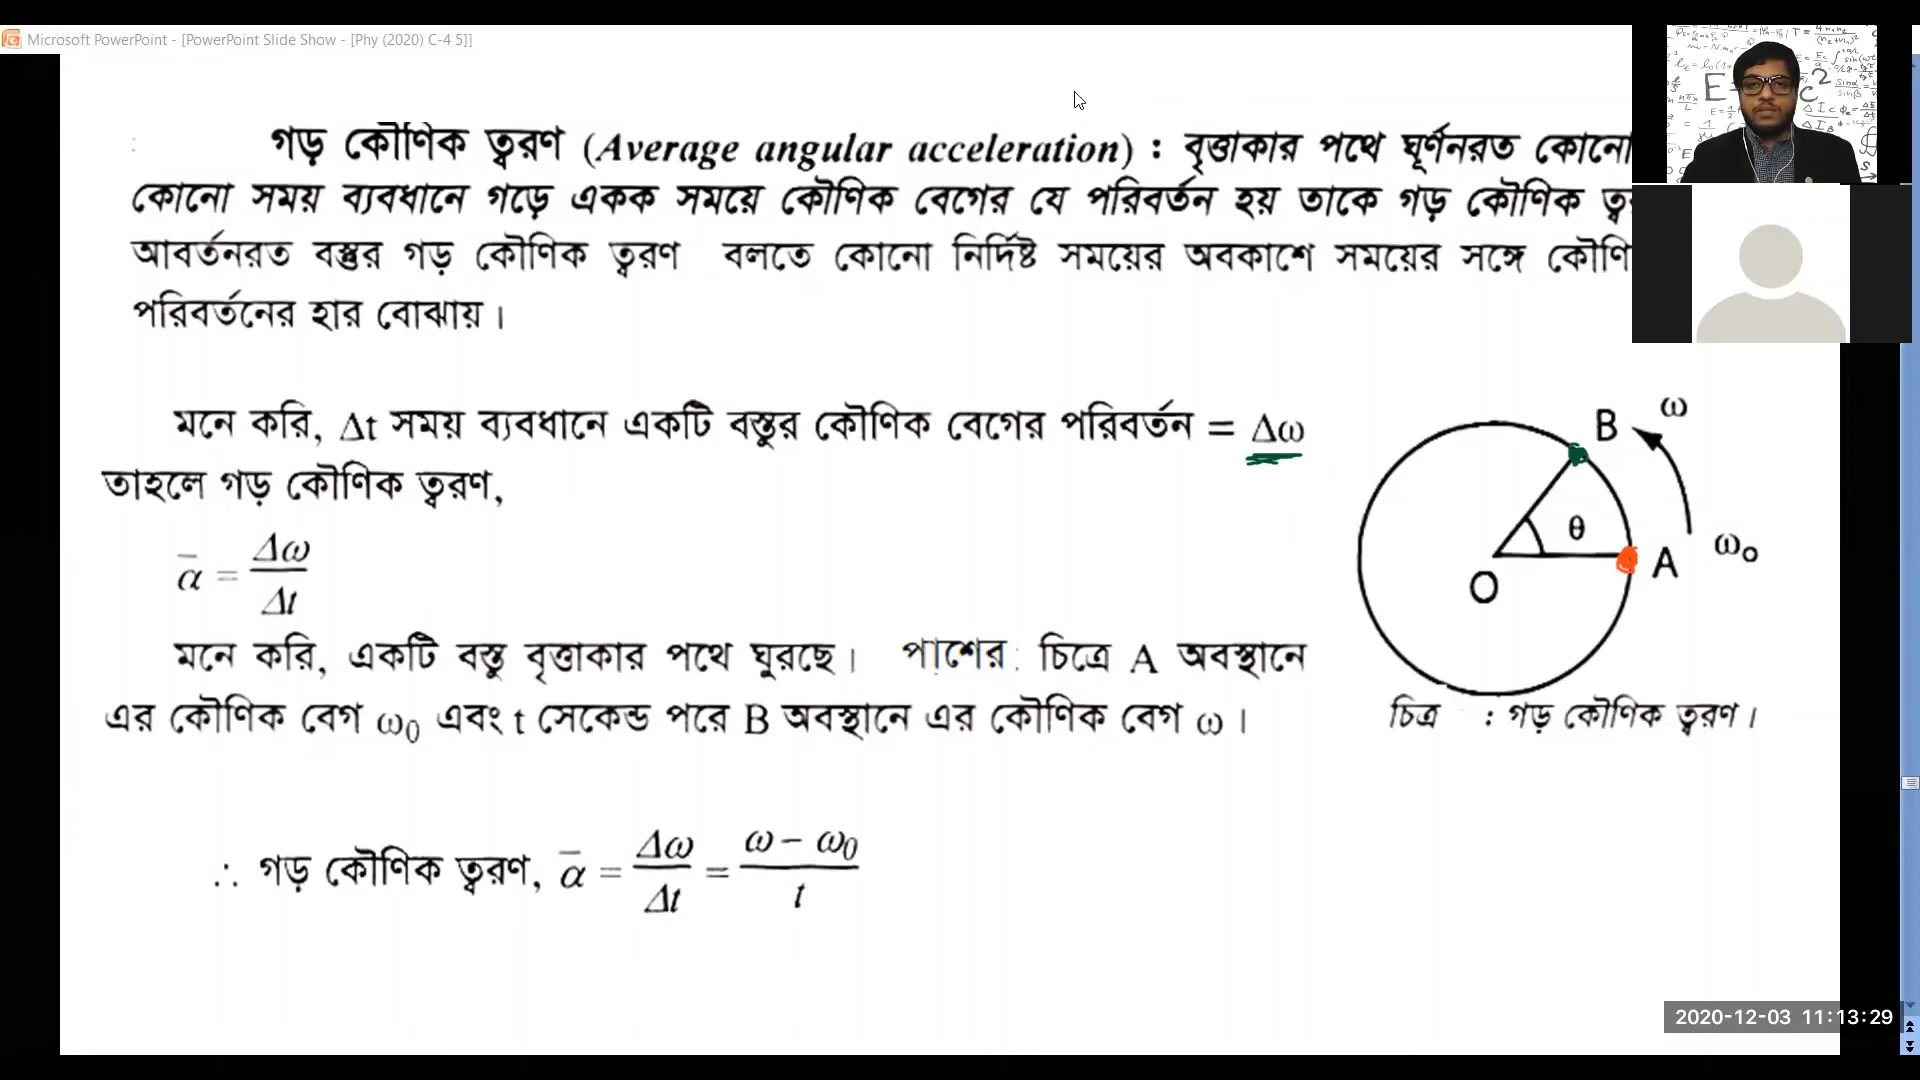 Microsoft PowerPoint - [PowerPoint Slide Show - [Phy (2020) C-4 5]]
গড় কৌণিক ত্বরণ (Average angular acceleration) : বৃত্তাকার পথে ঘূর্ণনরত কোনো
কোনো সময় ব্যবধানে গড়ে একক সময়ে কৌণিক বেগের যে পরিবর্তন হয় তাকে গড় কৌণিক
আবর্তনরত বস্তুর গড় কৌণিক ত্বরণ বলতে কোনো নির্দিষ্ট সময়ের অবকাশে সময়ের সঙ্গে কৌণি
পরিবর্তনের হার বোঝায়।
মনে করি, Δt সময় ব্যবধানে একটি বস্তুর কৌণিক বেগের পরিবর্তন = Δω
তাহলে গড় কৌণিক ত্বরণ,
ᾱ = Δω/Δt
মনে করি, একটি বস্তু বৃত্তাকার পথে ঘুরছে। পাশের চিত্রে A অবস্থানে
এর কৌণিক বেগ ω₀ এবং t সেকেন্ড পরে B অবস্থানে এর কৌণিক বেগ ω।
∴ গড় কৌণিক ত্বরণ, ᾱ = Δω/Δt = (ω – ω₀)/t
ω
B
θ
ω₀
A
O
চিত্র : গড় কৌণিক ত্বরণ।
2020-12-03 11:13:29